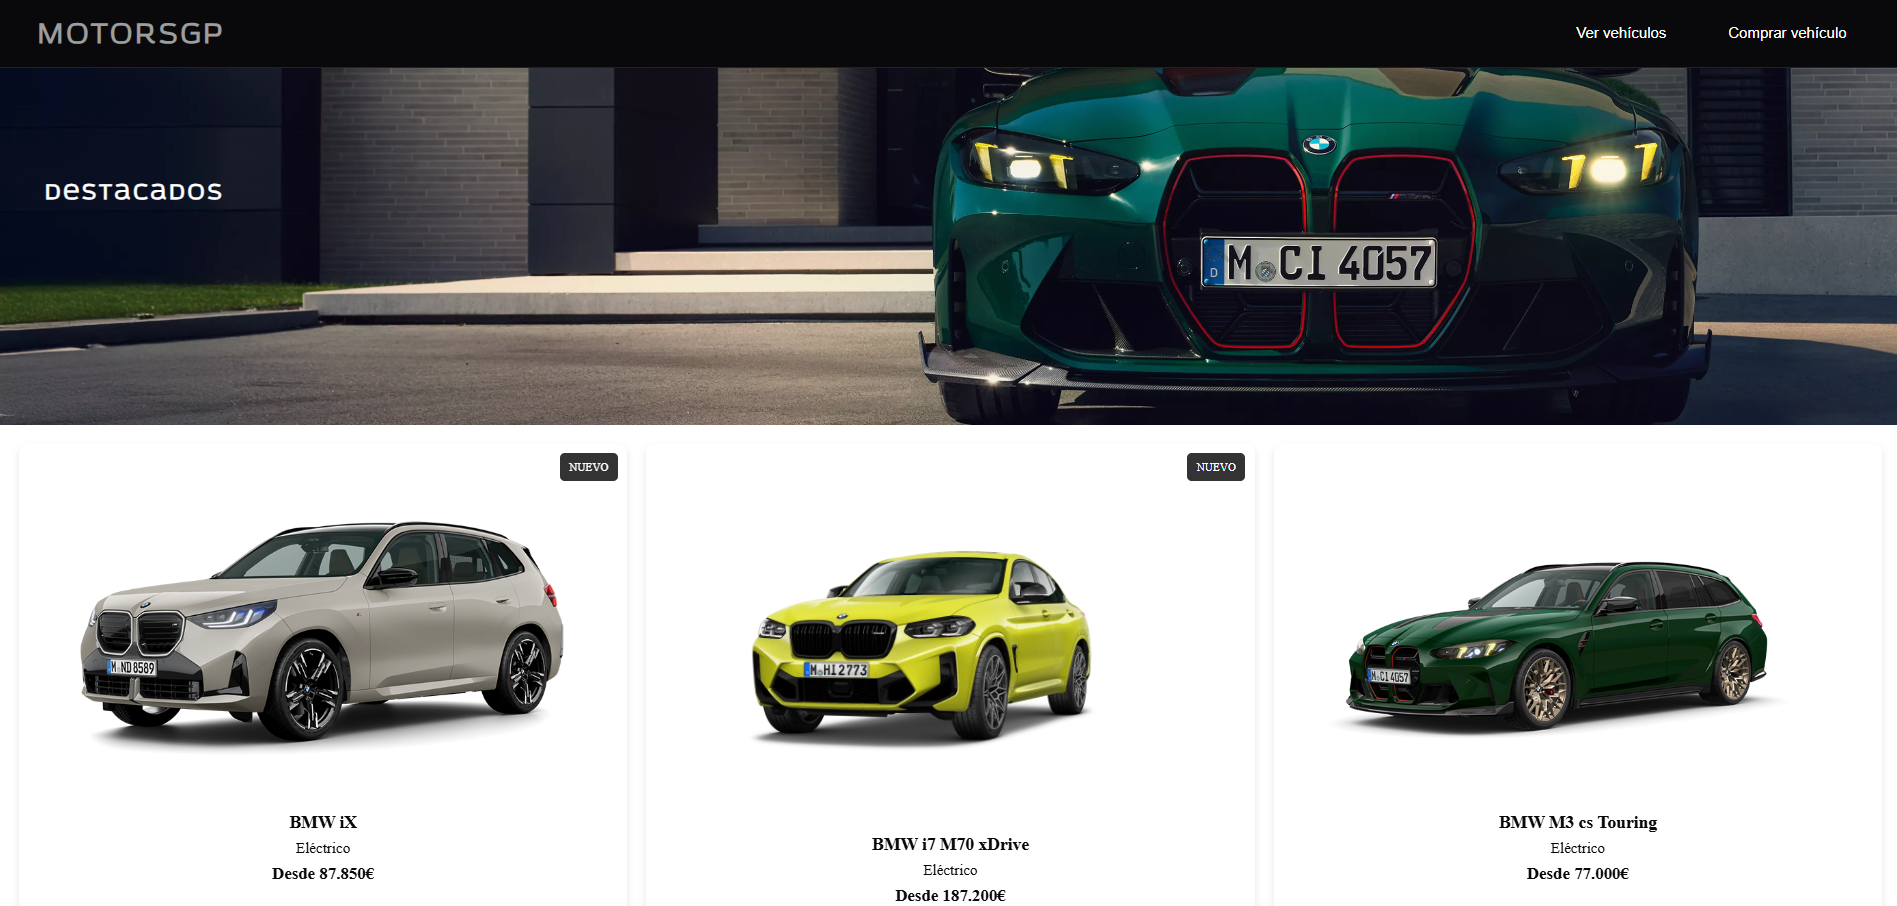 MOTORSGP
Ver vehículos
Comprar vehículo
DESTACADOS
M CI 4057
D
NUEVO
NUEVO
M ND 8589
M HI 2773
M CI 4057
BMW iX
Eléctrico
Desde 87.850€
BMW i7 M70 xDrive
Eléctrico
Desde 187.200€
BMW M3 cs Touring
Eléctrico
Desde 77.000€